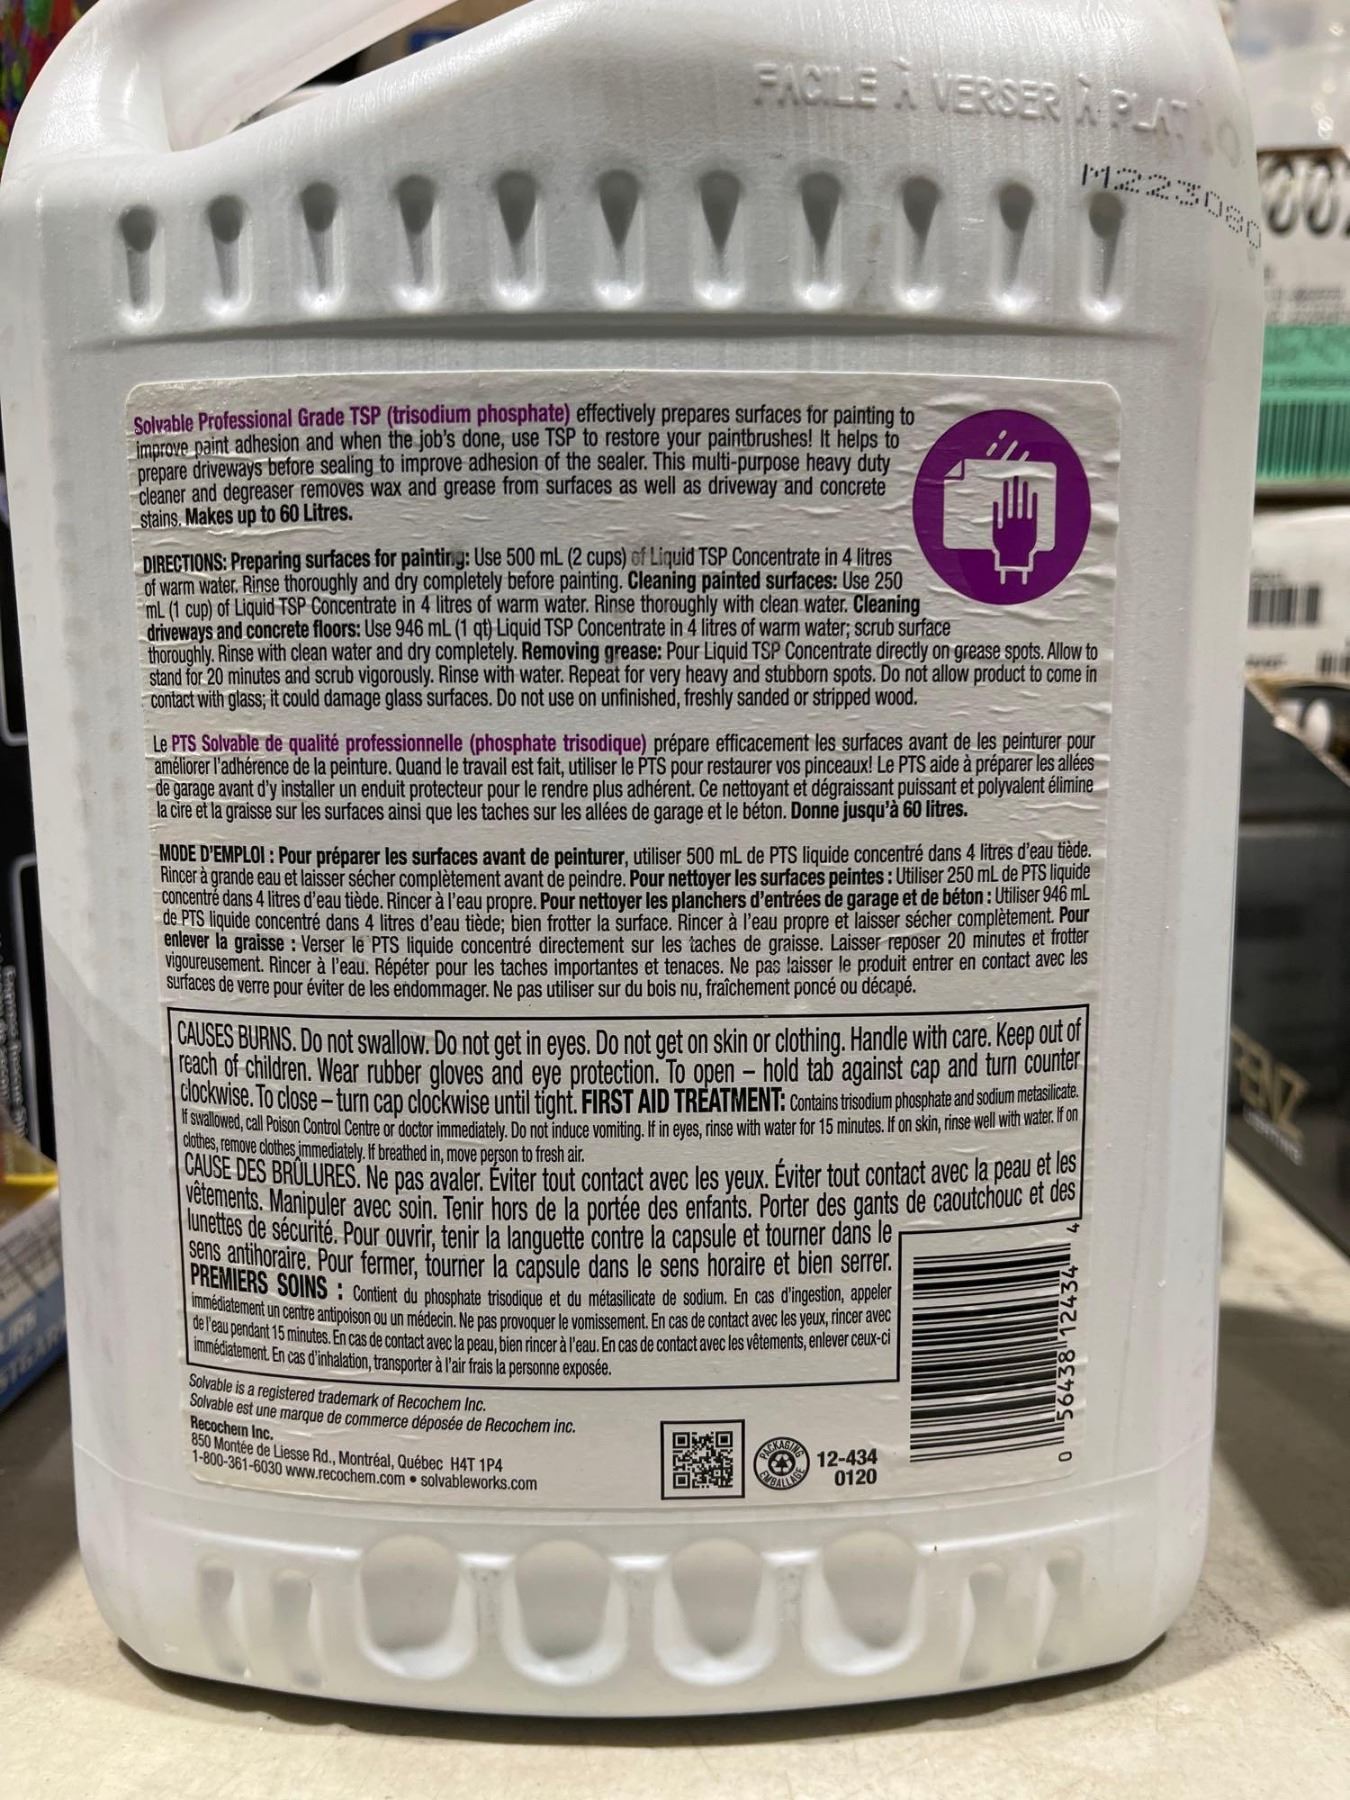 FACILE À VERSER À PLAT
M223080
Solvable Professional Grade TSP (trisodium phosphate) effectively prepares surfaces for painting to
improve paint adhesion and when the job's done, use TSP to restore your paintbrushes! It helps to
prepare driveways before sealing to improve adhesion of the sealer. This multi-purpose heavy duty
cleaner and degreaser removes wax and grease from surfaces as well as driveway and concrete
stains. Makes up to 60 Litres.
DIRECTIONS: Preparing surfaces for painting: Use 500 mL (2 cups) of Liquid TSP Concentrate in 4 litres
of warm water. Rinse thoroughly and dry completely before painting. Cleaning painted surfaces: Use 250
mL (1 cup) of Liquid TSP Concentrate in 4 litres of warm water. Rinse thoroughly with clean water. Cleaning
driveways and concrete floors: Use 946 mL (1 qt) Liquid TSP Concentrate in 4 litres of warm water; scrub surface
thoroughly. Rinse with clean water and dry completely. Removing grease: Pour Liquid TSP Concentrate directly on grease spots. Allow to
stand for 20 minutes and scrub vigorously. Rinse with water. Repeat for very heavy and stubborn spots. Do not allow product to come in
contact with glass; it could damage glass surfaces. Do not use on unfinished, freshly sanded or stripped wood.
Le PTS Solvable de qualité professionnelle (phosphate trisodique) prépare efficacement les surfaces avant de les peinturer pour
améliorer l'adhérence de la peinture. Quand le travail est fait, utiliser le PTS pour restaurer vos pinceaux! Le PTS aide à préparer les allées
de garage avant d'y installer un enduit protecteur pour le rendre plus adhérent. Ce nettoyant et dégraissant puissant et polyvalent élimine
la cire et la graisse sur les surfaces ainsi que les taches sur les allées de garage et le béton. Donne jusqu'à 60 litres.
MODE D'EMPLOI : Pour préparer les surfaces avant de peinturer, utiliser 500 mL de PTS liquide concentré dans 4 litres d'eau tiède.
Rincer à grande eau et laisser sécher complètement avant de peindre. Pour nettoyer les surfaces peintes : Utiliser 250 mL de PTS liquide
concentré dans 4 litres d'eau tiède. Rincer à l'eau propre. Pour nettoyer les planchers d'entrées de garage et de béton : Utiliser 946 mL
de PTS liquide concentré dans 4 litres d'eau tiède; bien frotter la surface. Rincer à l'eau propre et laisser sécher complètement. Pour
enlever la graisse : Verser le PTS liquide concentré directement sur les taches de graisse. Laisser reposer 20 minutes et frotter
vigoureusement. Rincer à l'eau. Répéter pour les taches importantes et tenaces. Ne pas laisser le produit entrer en contact avec les
surfaces de verre pour éviter de les endommager. Ne pas utiliser sur du bois nu, fraîchement poncé ou décapé.
CAUSES BURNS. Do not swallow. Do not get in eyes. Do not get on skin or clothing. Handle with care. Keep out of
reach of children. Wear rubber gloves and eye protection. To open – hold tab against cap and turn counter
clockwise. To close – turn cap clockwise until tight. FIRST AID TREATMENT: Contains trisodium phosphate and sodium metasilicate.
If swallowed, call Poison Control Centre or doctor immediately. Do not induce vomiting. If in eyes, rinse with water for 15 minutes. If on skin, rinse well with water. If on
clothes, remove clothes immediately. If breathed in, move person to fresh air.
CAUSE DES BRÛLURES. Ne pas avaler. Éviter tout contact avec les yeux. Éviter tout contact avec la peau et les
vêtements. Manipuler avec soin. Tenir hors de la portée des enfants. Porter des gants de caoutchouc et des
lunettes de sécurité. Pour ouvrir, tenir la languette contre la capsule et tourner dans le
sens antihoraire. Pour fermer, tourner la capsule dans le sens horaire et bien serrer.
PREMIERS SOINS : Contient du phosphate trisodique et du métasilicate de sodium. En cas d'ingestion, appeler
immédiatement un centre antipoison ou un médecin. Ne pas provoquer le vomissement. En cas de contact avec les yeux, rincer avec
de l'eau pendant 15 minutes. En cas de contact avec la peau, bien rincer à l'eau. En cas de contact avec les vêtements, enlever ceux-ci
immédiatement. En cas d'inhalation, transporter à l'air frais la personne exposée.
Solvable is a registered trademark of Recochem Inc.
Solvable est une marque de commerce déposée de Recochem inc.
Recochem Inc.
850 Montée de Liesse Rd., Montréal, Québec H4T 1P4
1-800-361-6030 www.recochem.com • solvableworks.com
PACKAGING
EMBALLAGE
12-434
0120
0 56438 12434 4